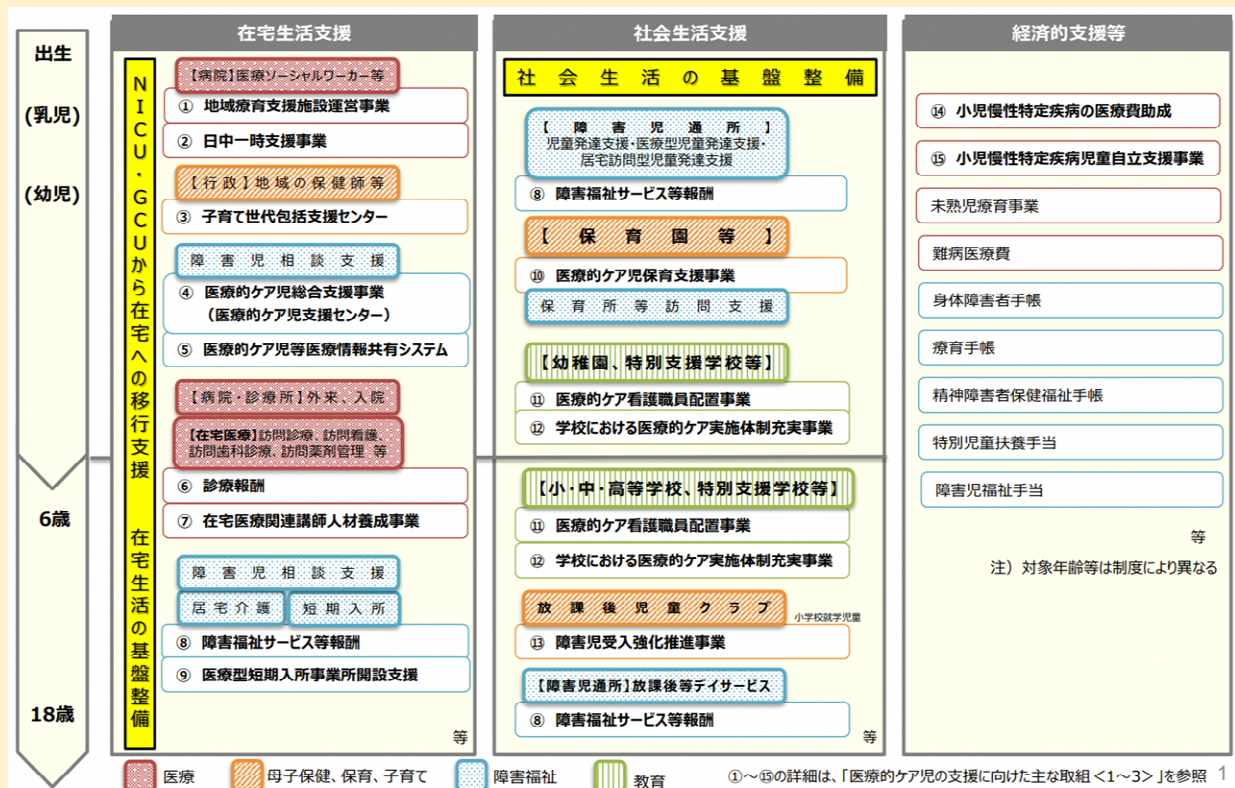 出生
(乳児)
(幼児)
6歳
18歳
在宅生活支援
NICU・GCUから在宅への移行支援
在宅生活の基盤整備
【病院】医療ソーシャルワーカー等
① 地域療育支援施設運営事業
② 日中一時支援事業
【行政】地域の保健師等
③ 子育て世代包括支援センター
障害児相談支援
④ 医療的ケア児総合支援事業
（医療的ケア児支援センター）
⑤ 医療的ケア児等医療情報共有システム
【病院・診療所】外来、入院
【在宅医療】訪問診療、訪問看護、
訪問歯科診療、訪問薬剤管理 等
⑥ 診療報酬
⑦ 在宅医療関連講師人材養成事業
障害児相談支援
居宅介護
短期入所
⑧ 障害福祉サービス等報酬
⑨ 医療型短期入所事業所開設支援
等
社会生活支援
社会生活の基盤整備
【障害児通所】
児童発達支援・医療型児童発達支援・
居宅訪問型児童発達支援
⑧ 障害福祉サービス等報酬
【保育園等】
⑩ 医療的ケア児保育支援事業
保育所等訪問支援
【幼稚園、特別支援学校等】
⑪ 医療的ケア看護職員配置事業
⑫ 学校における医療的ケア実施体制充実事業
【小・中・高等学校、特別支援学校等】
⑪ 医療的ケア看護職員配置事業
⑫ 学校における医療的ケア実施体制充実事業
放課後児童クラブ
小学校就学児童
⑬ 障害児受入強化推進事業
【障害児通所】放課後等デイサービス
⑧ 障害福祉サービス等報酬
等
経済的支援等
⑭ 小児慢性特定疾病の医療費助成
⑮ 小児慢性特定疾病児童自立支援事業
未熟児療育事業
難病医療費
身体障害者手帳
療育手帳
精神障害者保健福祉手帳
特別児童扶養手当
障害児福祉手当
等
注）対象年齢等は制度により異なる
医療
母子保健、保育、子育て
障害福祉
教育
①～⑮の詳細は、「医療的ケア児の支援に向けた主な取組＜1～3＞」を参照
1